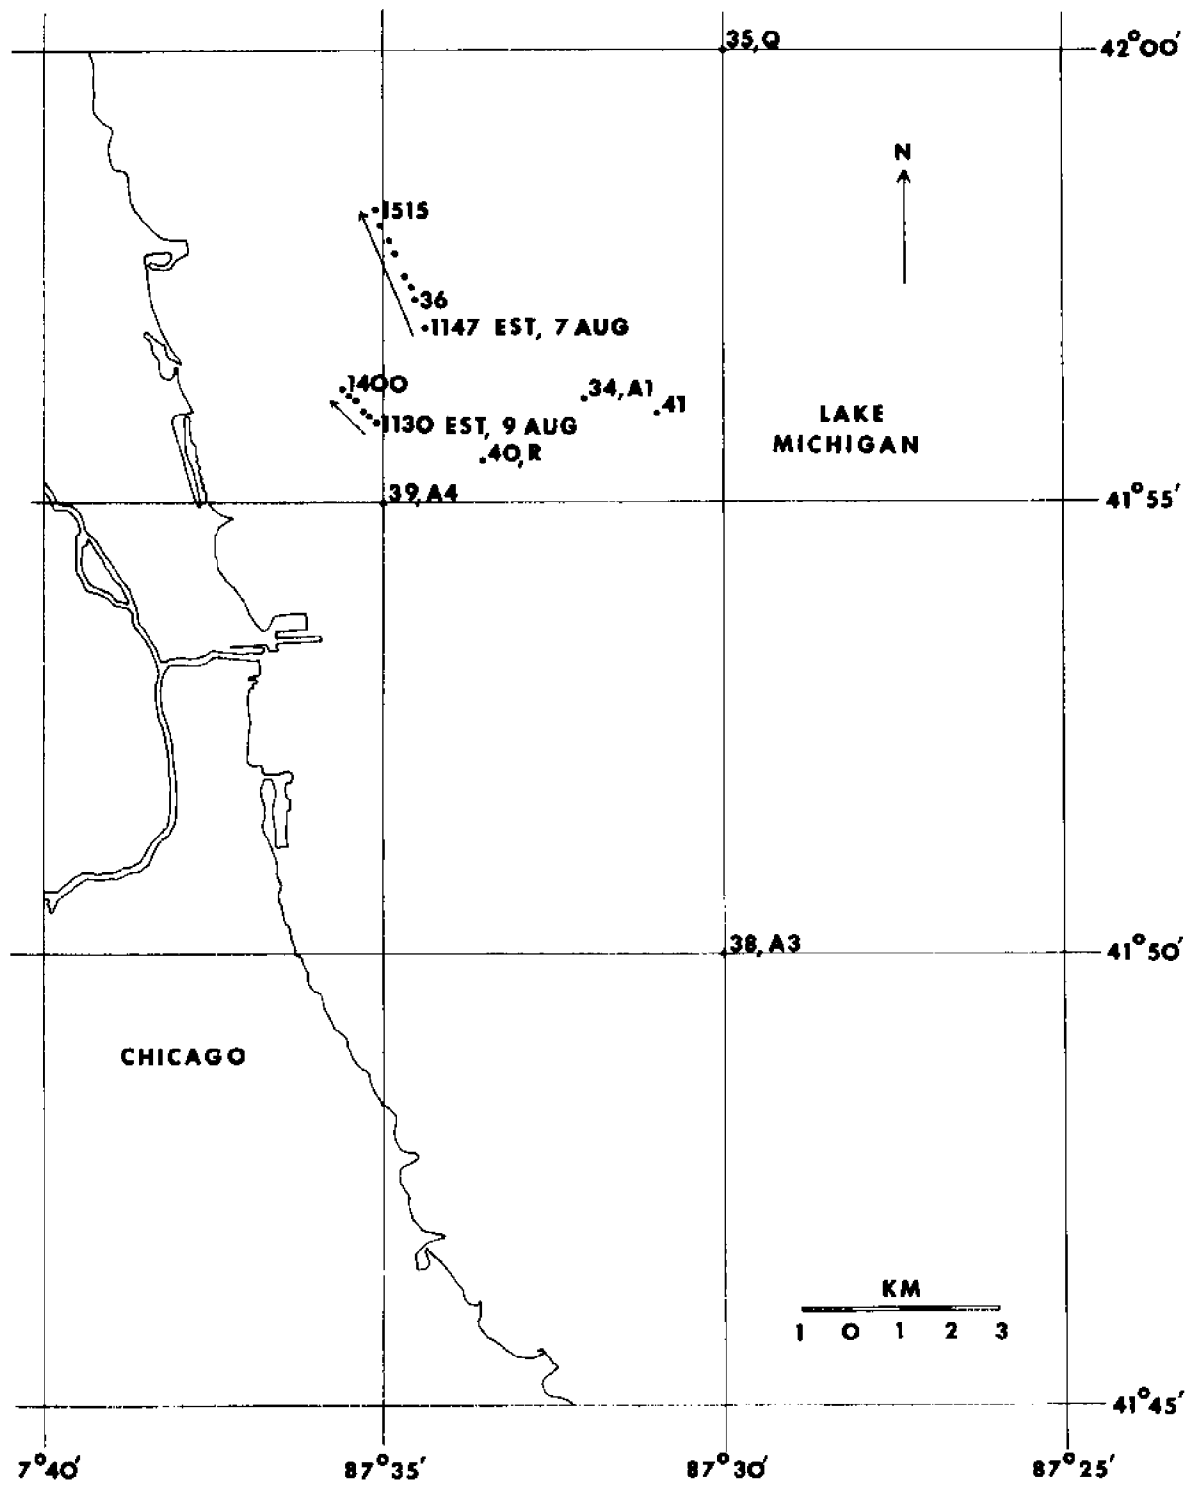 35, Q
42°00′
N
1515
36
1147 EST, 7 AUG
1400
34, A1
41
LAKE
MICHIGAN
1130 EST, 9 AUG
40, R
39, A4
41°55′
38, A3
41°50′
CHICAGO
KM
1 0 1 2 3
41°45′
7°40′
87°35′
87°30′
87°25′